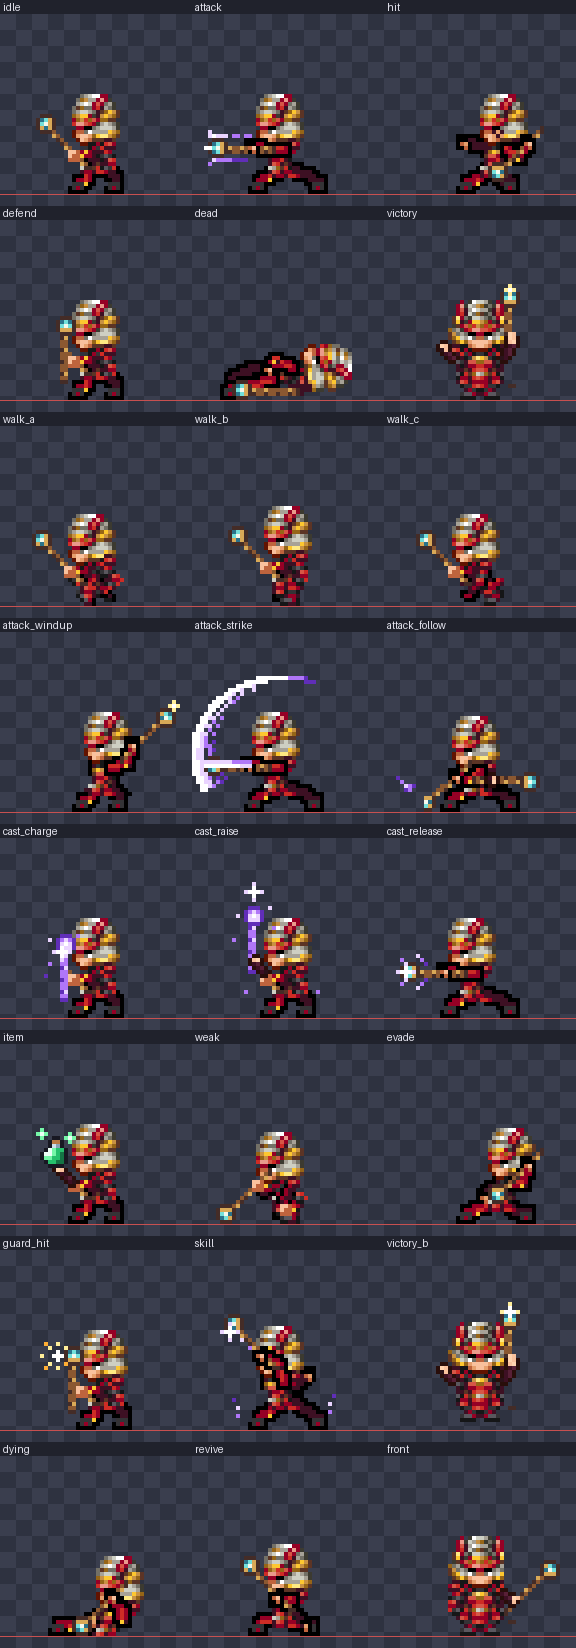 idle attack hit
defend dead victory
walk_a walk_b walk_c
attack_windup attack_strike attack_follow
cast_charge cast_raise cast_release
item weak evade
guard_hit skill victory_b
dying revive front